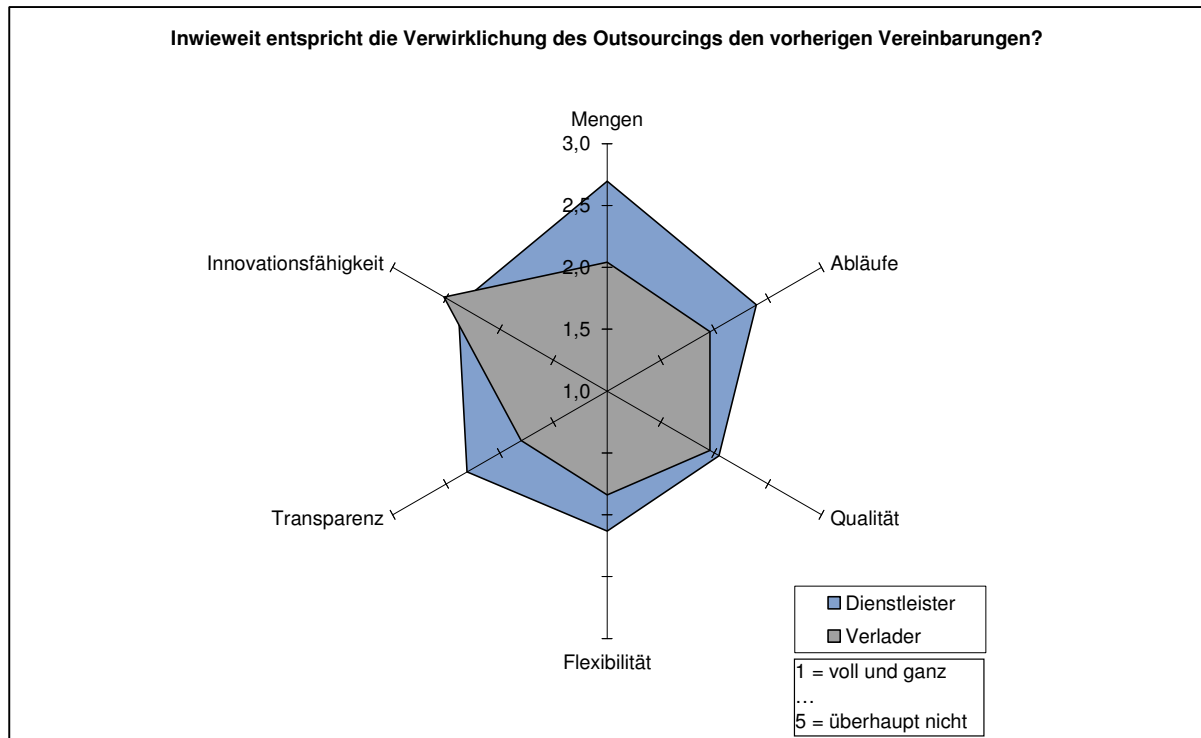 Inwieweit entspricht die Verwirklichung des Outsourcings den vorherigen Vereinbarungen?
Mengen
3,0
2,5
2,0
1,5
1,0
Innovationsfähigkeit
Abläufe
Transparenz
Qualität
Flexibilität
Dienstleister
Verlader
1 = voll und ganz
…
5 = überhaupt nicht